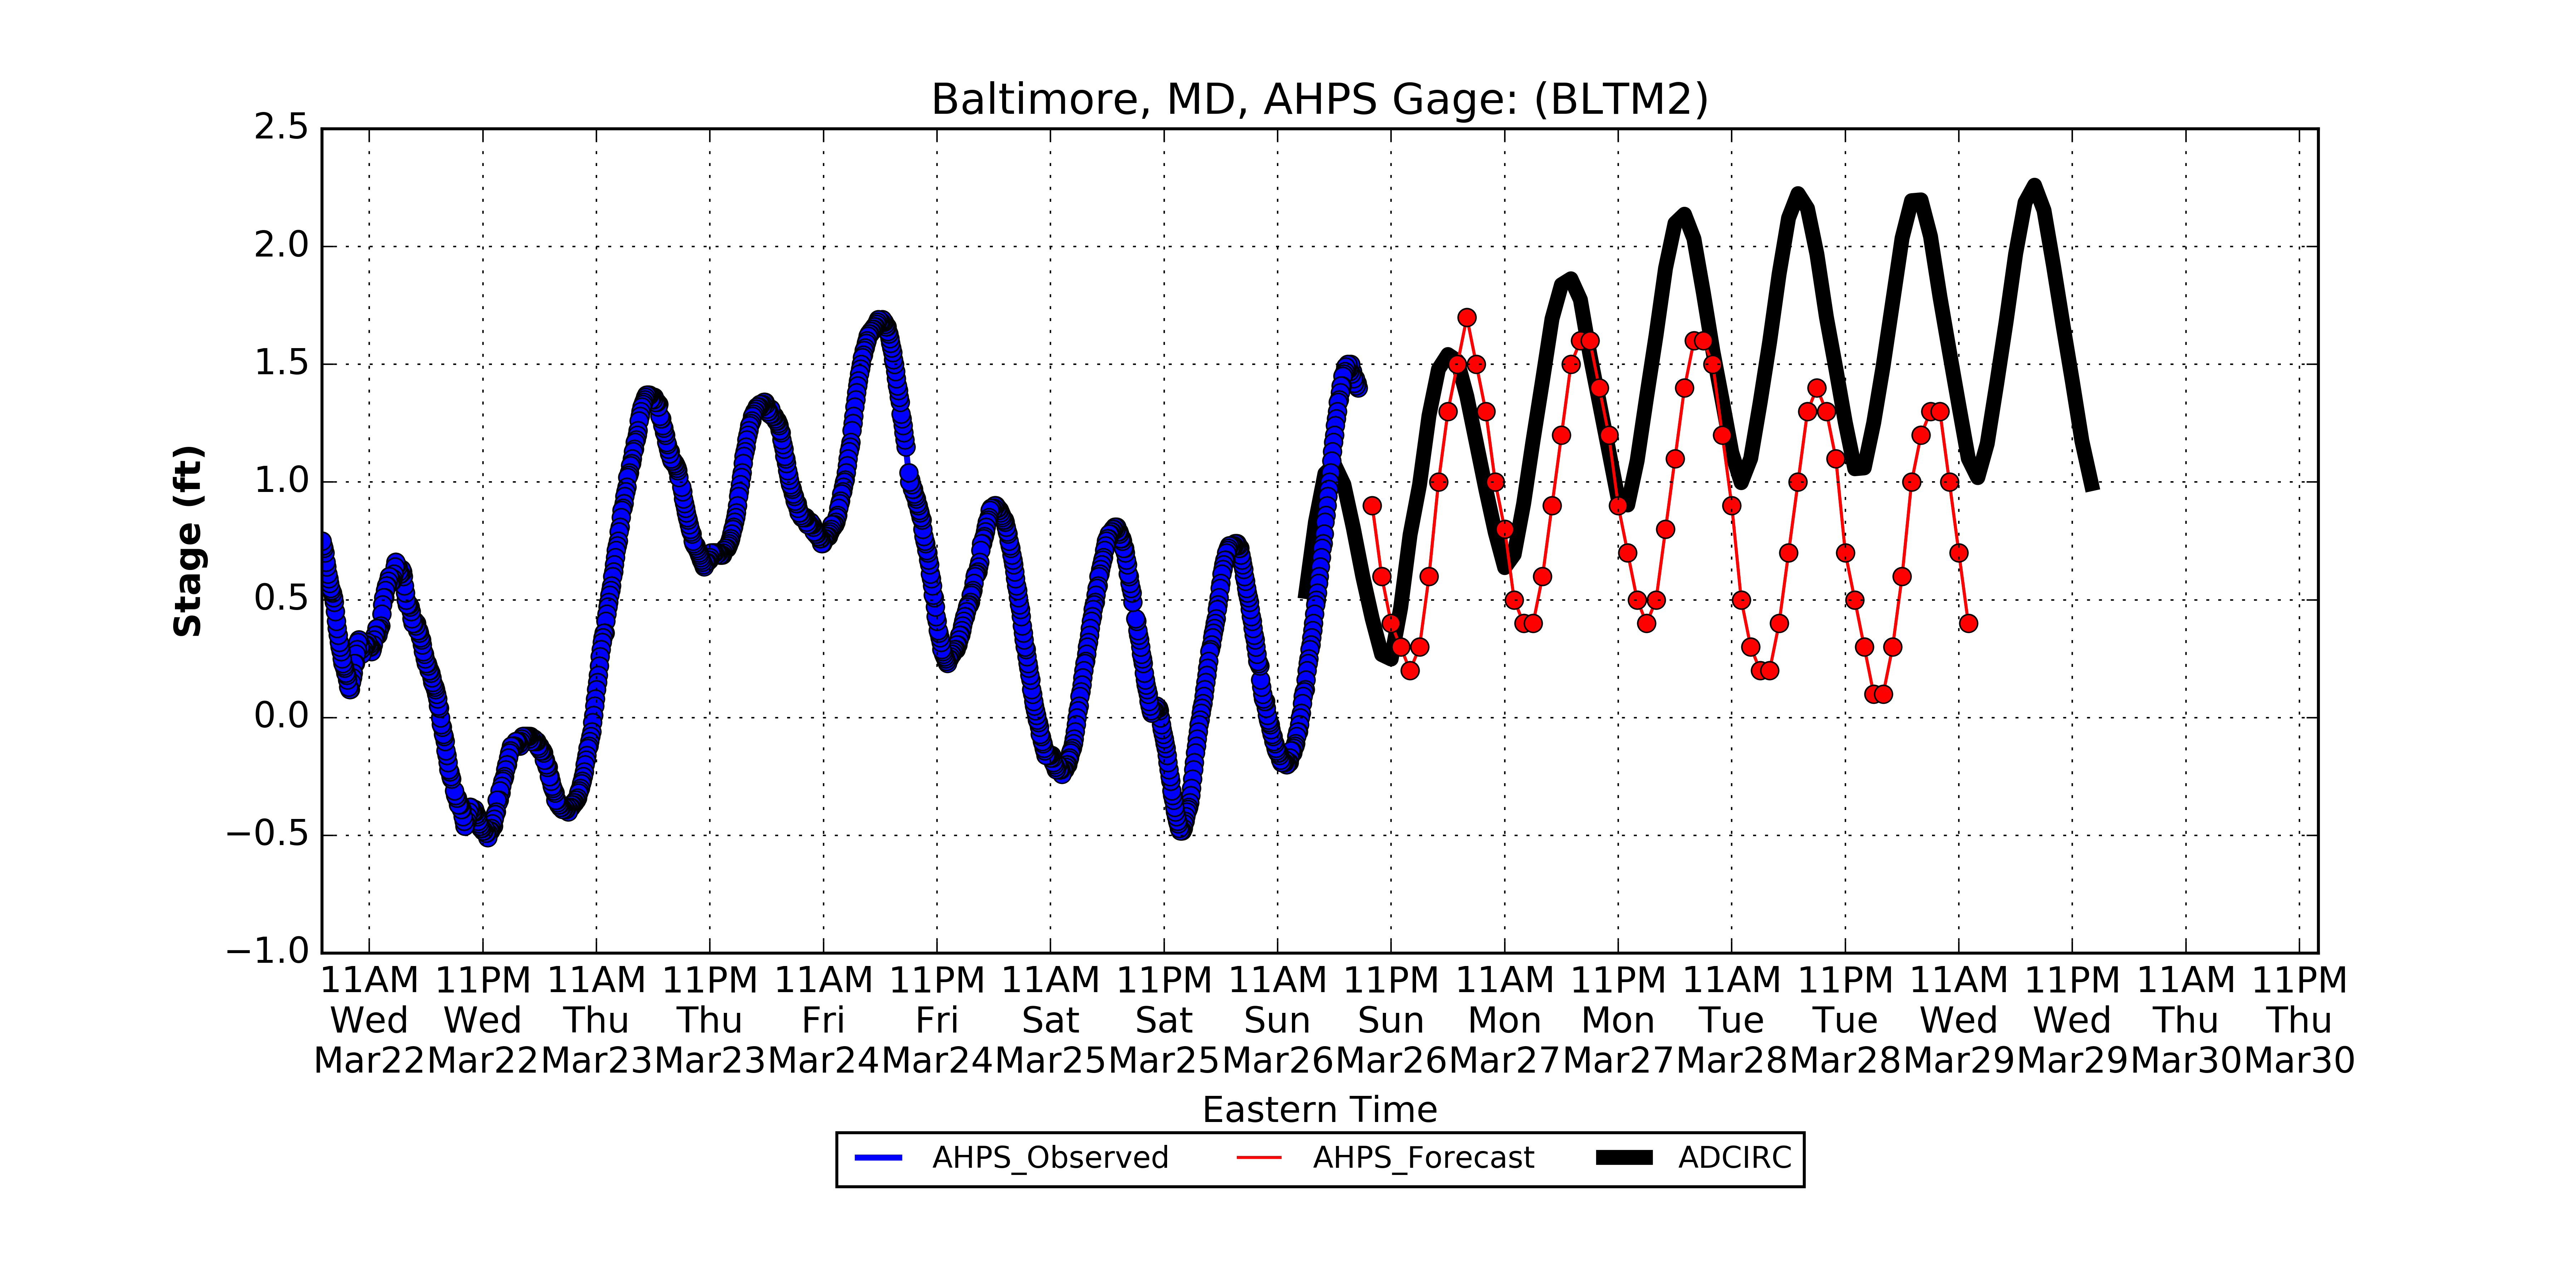 Baltimore, MD, AHPS Gage: (BLTM2)
2.5
2.0
1.5
1.0
0.5
0.0
−0.5
−1.0
Stage (ft)
11AM 11PM 11AM 11PM 11AM 11PM 11AM 11PM 11AM 11PM 11AM 11PM 11AM 11PM 11AM 11PM 11AM 11PM
Wed Wed Thu Thu Fri Fri Sat Sat Sun Sun Mon Mon Tue Tue Wed Wed Thu Thu
Mar22 Mar22 Mar23 Mar23 Mar24 Mar24 Mar25 Mar25 Mar26 Mar26 Mar27 Mar27 Mar28 Mar28 Mar29 Mar29 Mar30 Mar30
Eastern Time
AHPS_Observed AHPS_Forecast ADCIRC